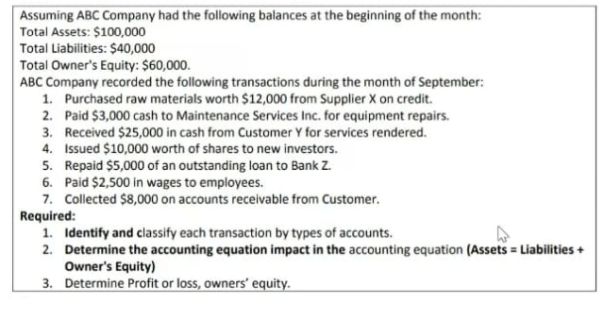 Assuming ABC Company had the following balances at the beginning of the month:
Total Assets: $100,000
Total Liabilities: $40,000
Total Owner's Equity: $60,000.
ABC Company recorded the following transactions during the month of September:
1. Purchased raw materials worth $12,000 from Supplier X on credit.
2. Paid $3,000 cash to Maintenance Services Inc. for equipment repairs.
3. Received $25,000 in cash from Customer Y for services rendered.
4. Issued $10,000 worth of shares to new investors.
5. Repaid $5,000 of an outstanding loan to Bank Z.
6. Paid $2,500 in wages to employees.
7. Collected $8,000 on accounts receivable from Customer.
Required:
1. Identify and classify each transaction by types of accounts.
2. Determine the accounting equation impact in the accounting equation (Assets = Liabilities +
Owner's Equity)
3. Determine Profit or loss, owners' equity.